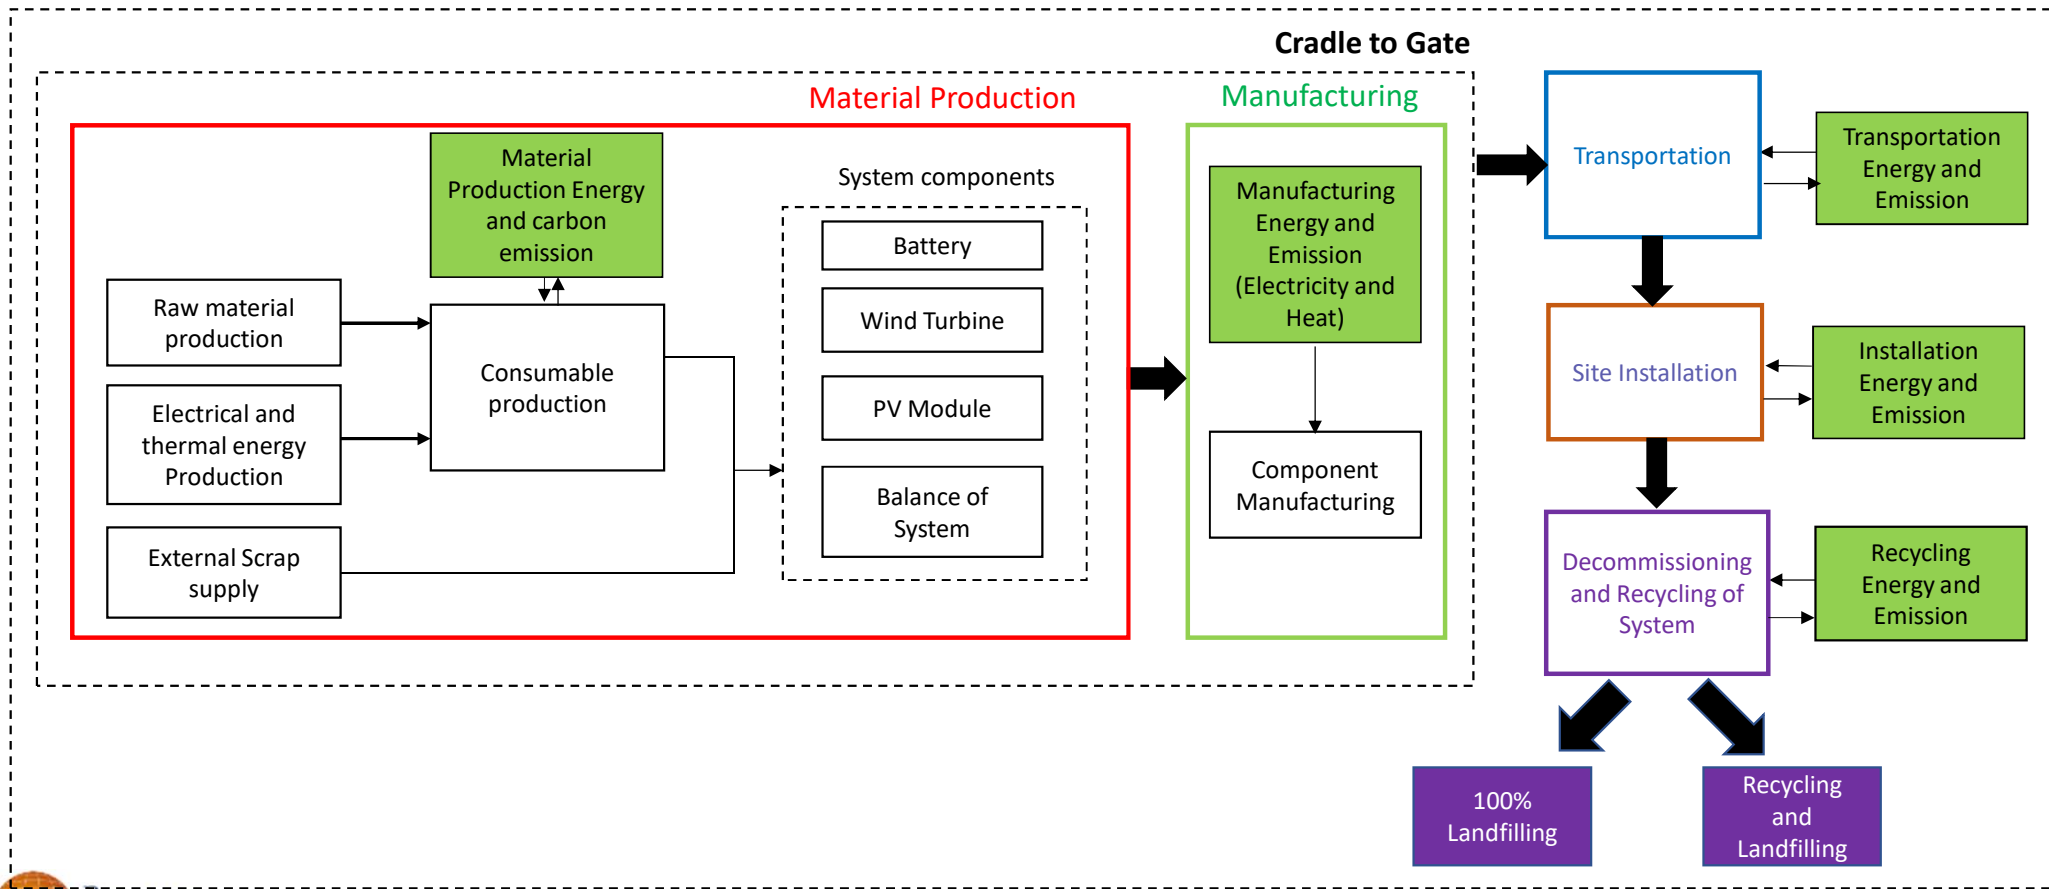 Cradle to Gate
Material Production
Manufacturing
Material
Production Energy
and carbon
emission
System components
Battery
Wind Turbine
PV Module
Balance of
System
Raw material
production
Electrical and
thermal energy
Production
External Scrap
supply
Consumable
production
Manufacturing
Energy and
Emission
(Electricity and
Heat)
Component
Manufacturing
Transportation
Transportation
Energy and
Emission
Site Installation
Installation
Energy and
Emission
Decommissioning
and Recycling of
System
Recycling
Energy and
Emission
100%
Landfilling
Recycling
and
Landfilling